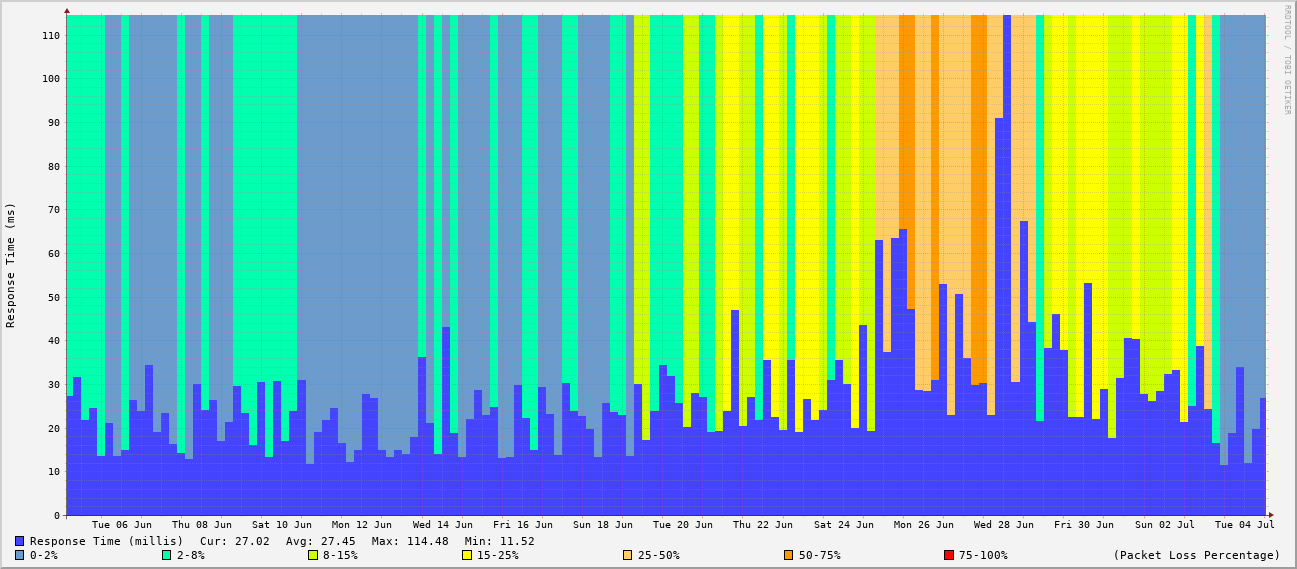 RRDTOOL / TOBI OETIKER
Response Time (ms)
110
100
90
80
70
60
50
40
30
20
10
0
Tue 06 Jun Thu 08 Jun Sat 10 Jun Mon 12 Jun Wed 14 Jun Fri 16 Jun Sun 18 Jun Tue 20 Jun Thu 22 Jun Sat 24 Jun Mon 26 Jun Wed 28 Jun Fri 30 Jun Sun 02 Jul Tue 04 Jul
Response Time (millis) Cur: 27.02 Avg: 27.45 Max: 114.48 Min: 11.52
0-2% 2-8% 8-15% 15-25% 25-50% 50-75% 75-100% (Packet Loss Percentage)